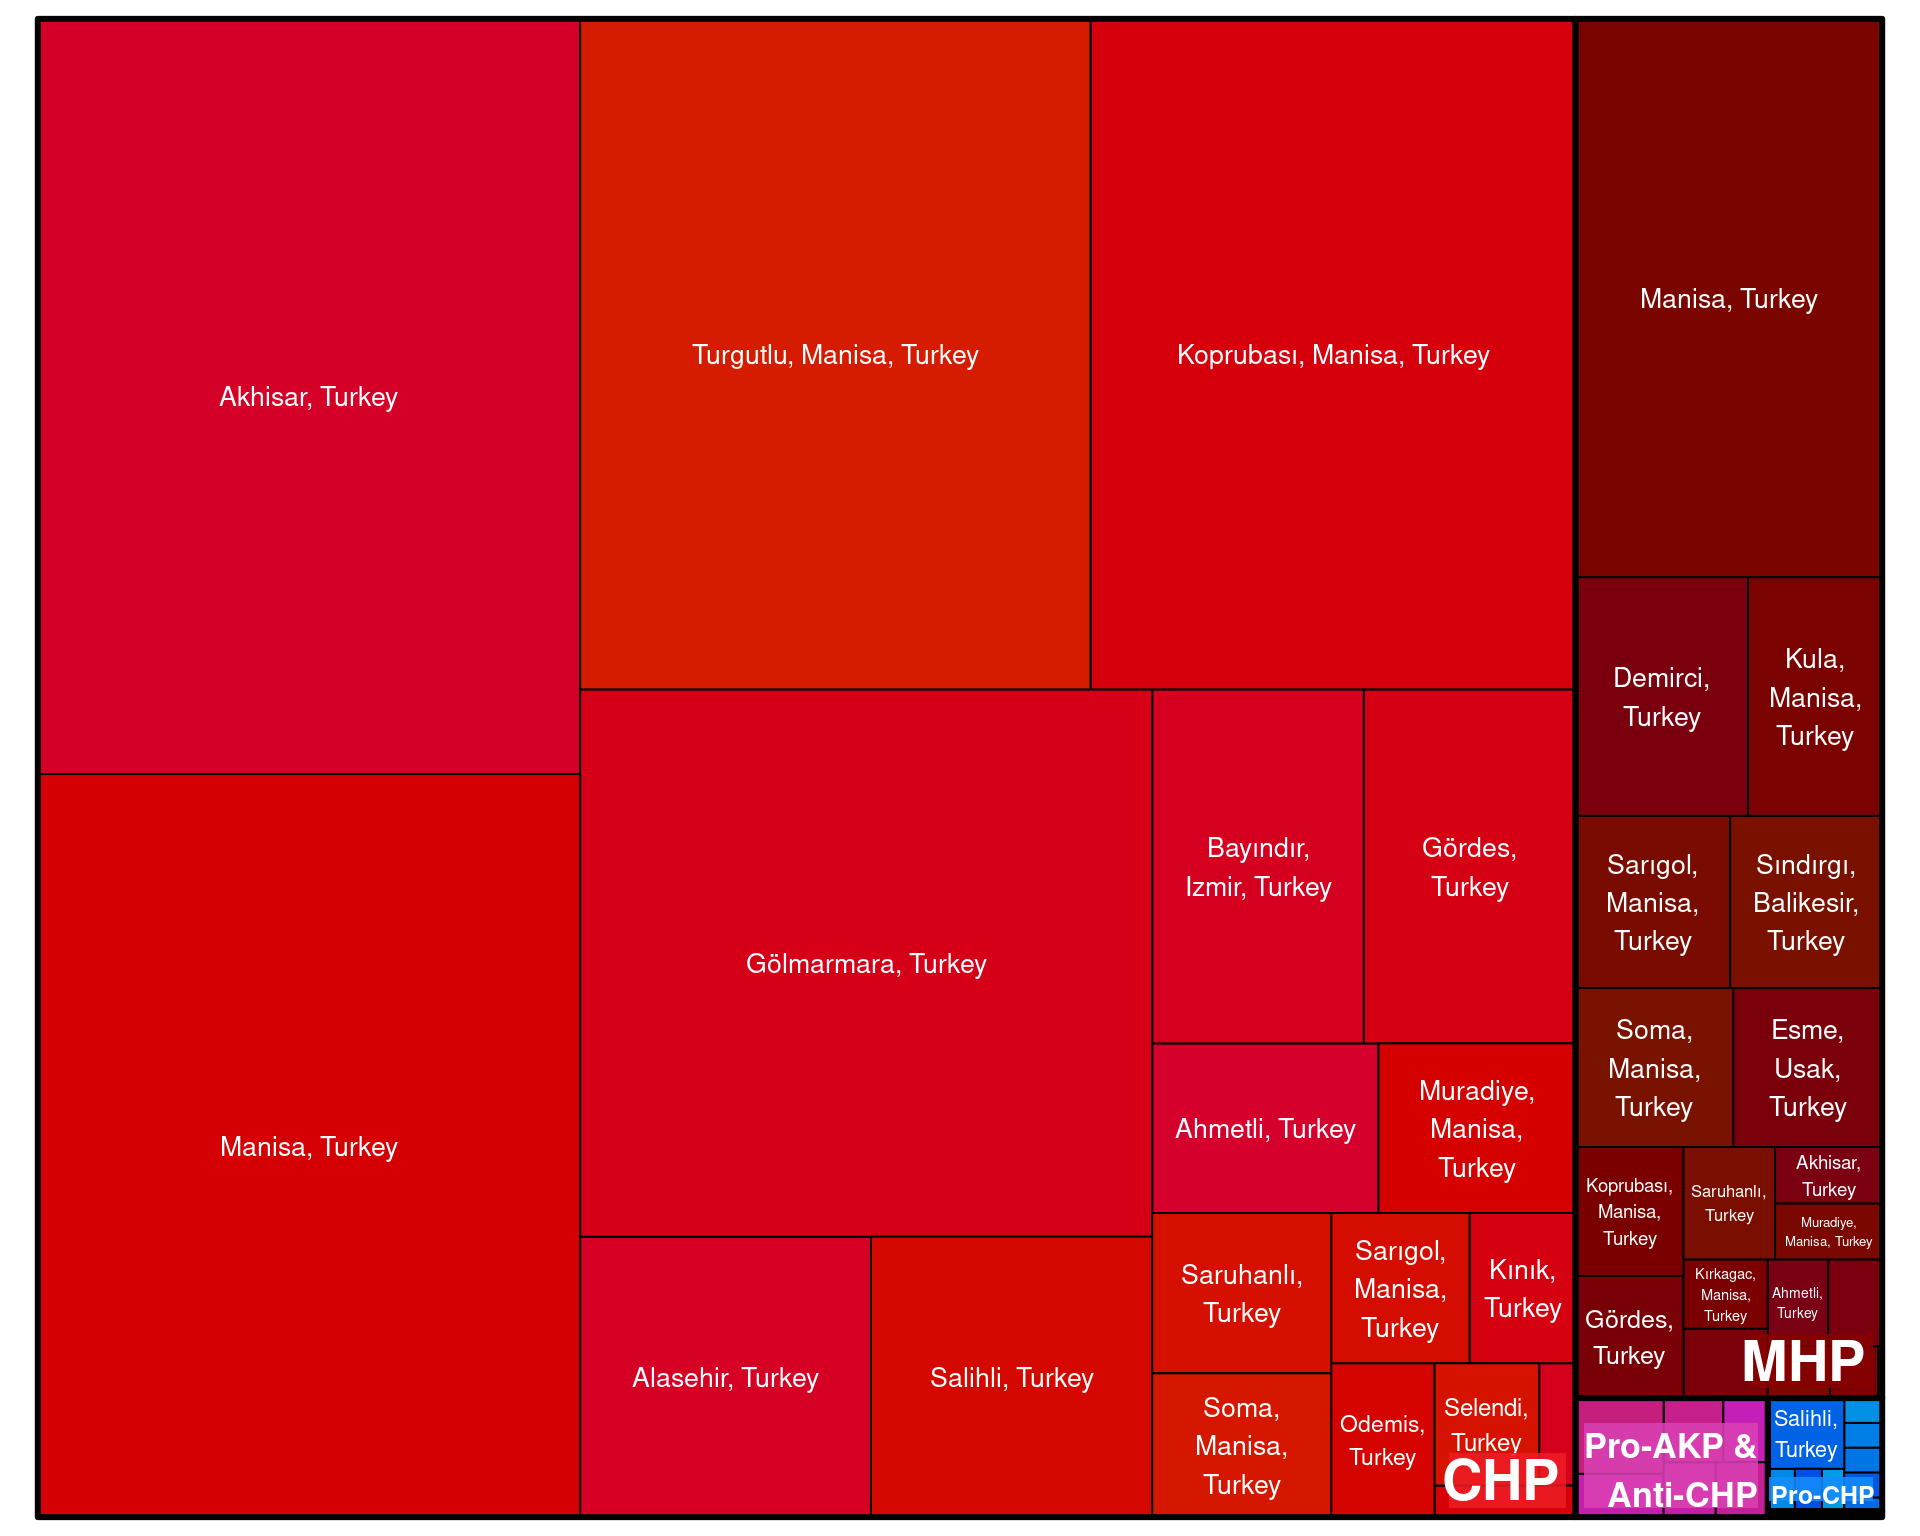 Akhisar, Turkey
Manisa, Turkey
Turgutlu, Manisa, Turkey
Koprubası, Manisa, Turkey
Gölmarmara, Turkey
Alasehir, Turkey
Salihli, Turkey
Bayındır,
Izmir, Turkey
Gördes,
Turkey
Ahmetli, Turkey
Muradiye,
Manisa,
Turkey
Saruhanlı,
Turkey
Sarıgol,
Manisa,
Turkey
Kınık,
Turkey
Soma,
Manisa,
Turkey
Odemis,
Turkey
Selendi,
Turkey
CHP
Manisa, Turkey
Demirci,
Turkey
Kula,
Manisa,
Turkey
Sarıgol,
Manisa,
Turkey
Sındırgı,
Balikesir,
Turkey
Soma,
Manisa,
Turkey
Esme,
Usak,
Turkey
Koprubası,
Manisa,
Turkey
Saruhanlı,
Turkey
Akhisar,
Turkey
Muradiye,
Manisa, Turkey
Gördes,
Turkey
Kırkagac,
Manisa,
Turkey
Ahmetli,
Turkey
MHP
Pro-AKP &
Anti-CHP
Salihli,
Turkey
Pro-CHP